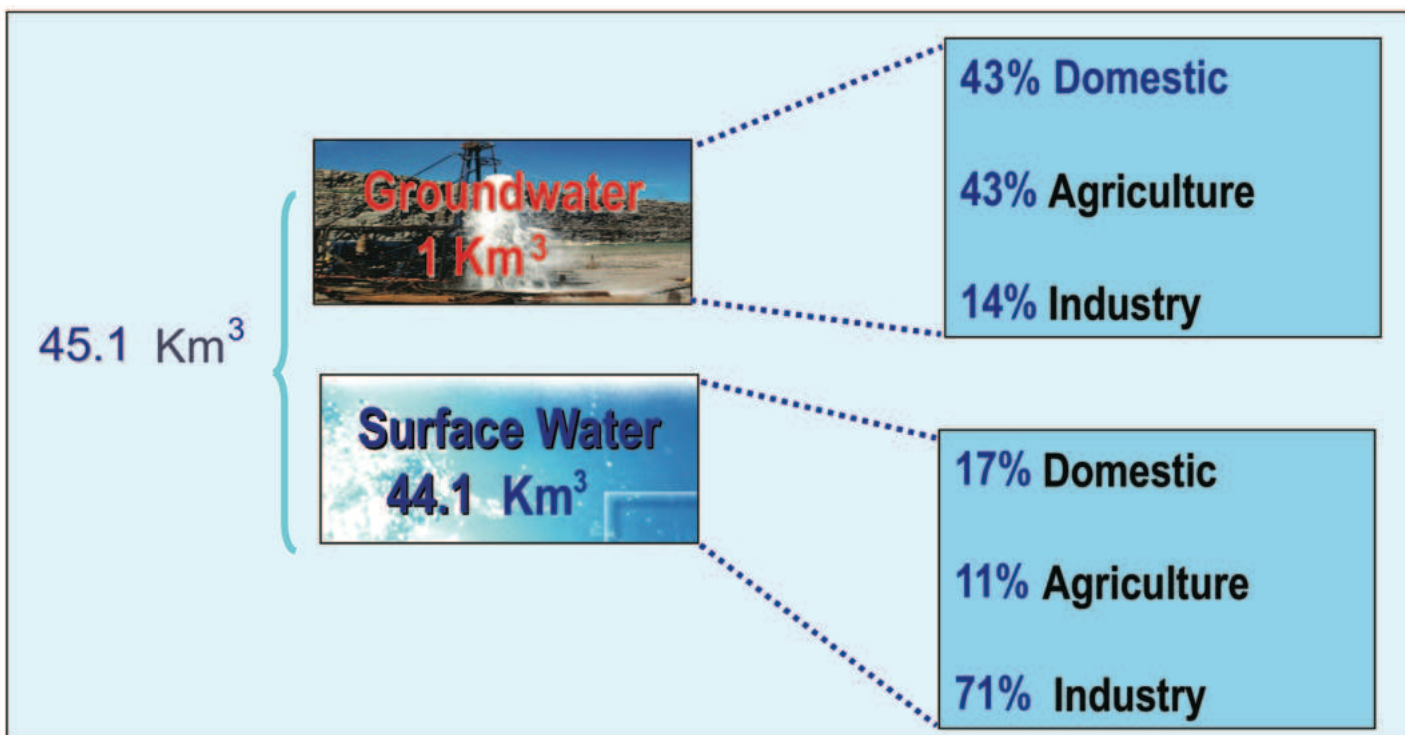 45.1 Km³
Groundwater
1 Km³
43% Domestic
43% Agriculture
14% Industry
Surface Water
44.1 Km³
17% Domestic
11% Agriculture
71% Industry